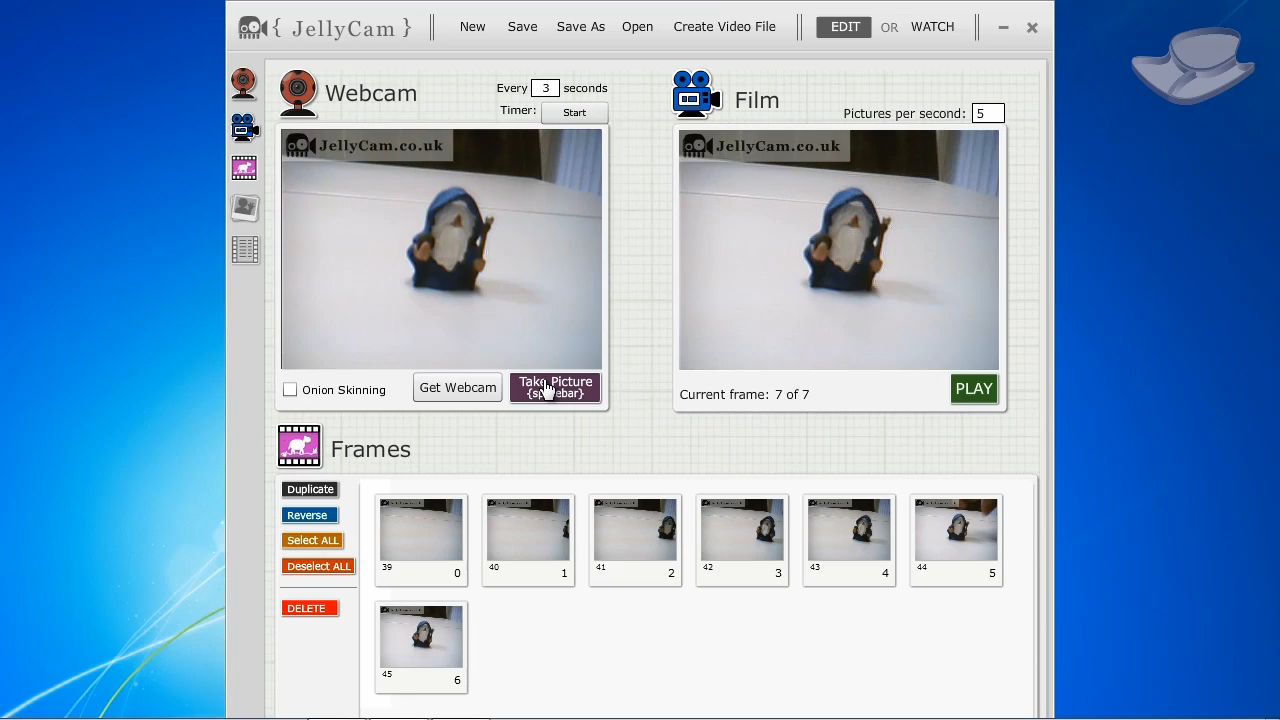 { JellyCam }
New Save Save As Open Create Video File EDIT OR WATCH
Webcam
Every 3 seconds
Timer: Start
JellyCam.co.uk
Onion Skinning
Get Webcam
Take Picture
Film
Pictures per second: 5
JellyCam.co.uk
Current frame: 7 of 7
PLAY
Frames
Duplicate
Reverse
Select ALL
Deselect ALL
DELETE
39 0
40 1
41 2
42 3
43 4
44 5
45 6